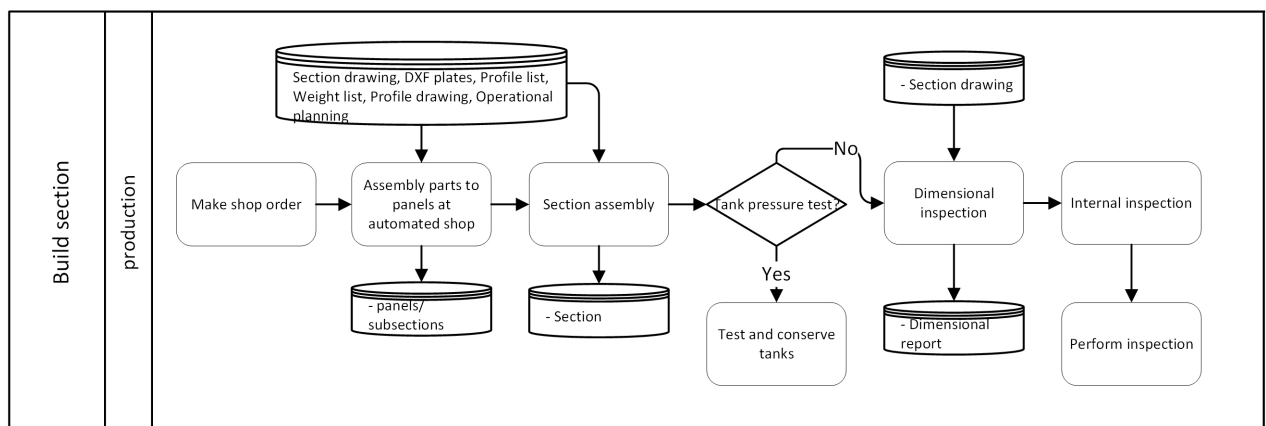 Build section
production
Section drawing, DXF plates, Profile list,
Weight list, Profile drawing, Operational
planning
- Section drawing
Make shop order
Assembly parts to
panels at
automated shop
Section assembly
Tank pressure test?
No
Dimensional
inspection
Internal inspection
Yes
- panels/
subsections
- Section
Test and conserve
tanks
- Dimensional
report
Perform inspection